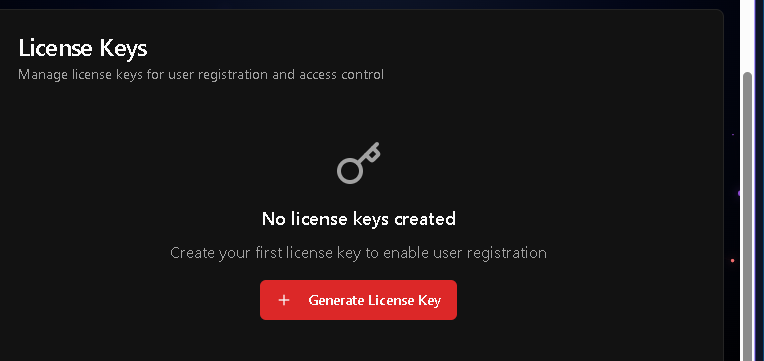 License Keys
Manage license keys for user registration and access control
No license keys created
Create your first license key to enable user registration
Generate License Key